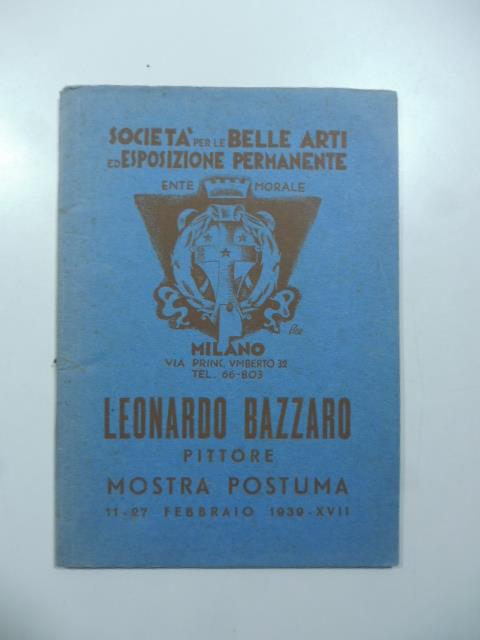 SOCIETA' PER LE BELLE ARTI
ED ESPOSIZIONE PERMANENTE
ENTE MORALE
MILANO
VIA PRINC. VMBERTO 32
TEL. 66-803
LEONARDO BAZZARO
PITTORE
MOSTRA POSTUMA
11-27 FEBBRAIO 1939-XVII